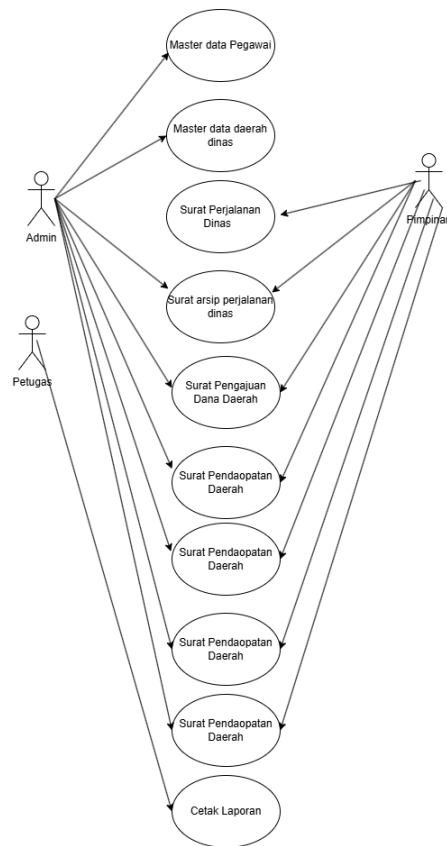 Master data Pegawai
Master data daerah
dinas
Surat Perjalanan
Dinas
Admin
Pimpinan
Surat arsip perjalanan
dinas
Petugas
Surat Pengajuan
Dana Daerah
Surat Pendaopatan
Daerah
Surat Pendaopatan
Daerah
Surat Pendaopatan
Daerah
Surat Pendaopatan
Daerah
Cetak Laporan